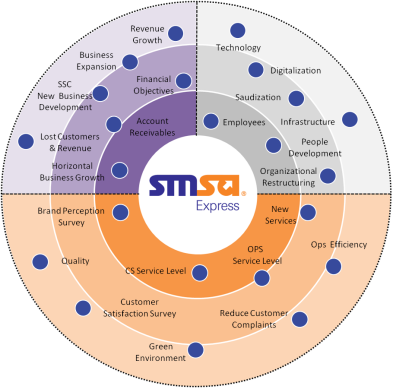 Revenue
Growth
Technology
Business
Expansion
Digitalization
Financial
Objectives
SSC
New Business
Development
Saudization
Infrastructure
Account
Receivables
Employees
Lost Customers
& Revenue
People
Development
Horizontal
Business Growth
Organizational
Restructuring
smsa®
Express
Brand Perception
Survey
New
Services
Ops Efficiency
OPS
Service Level
Quality
CS Service Level
Customer
Satisfaction Survey
Reduce Customer
Complaints
Green
Environment